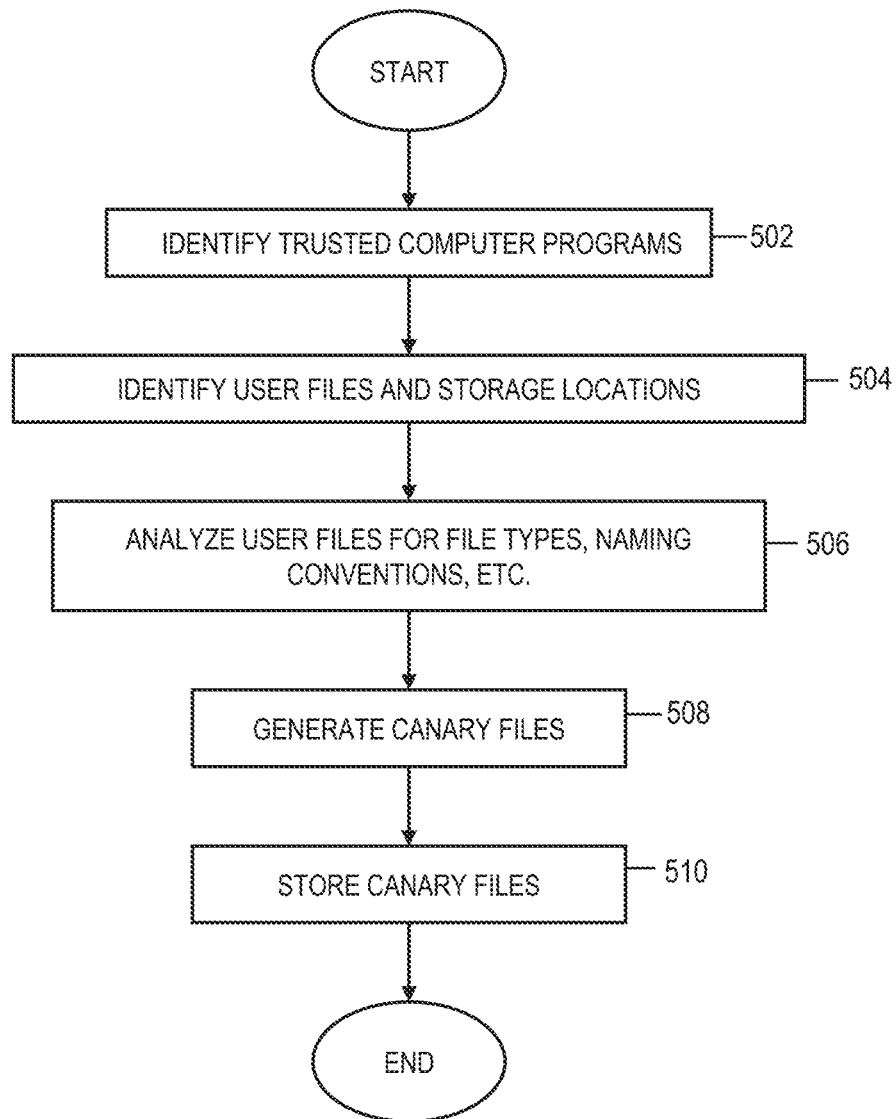 START
IDENTIFY TRUSTED COMPUTER PROGRAMS
502
IDENTIFY USER FILES AND STORAGE LOCATIONS
504
ANALYZE USER FILES FOR FILE TYPES, NAMING
CONVENTIONS, ETC.
506
GENERATE CANARY FILES
508
STORE CANARY FILES
510
END